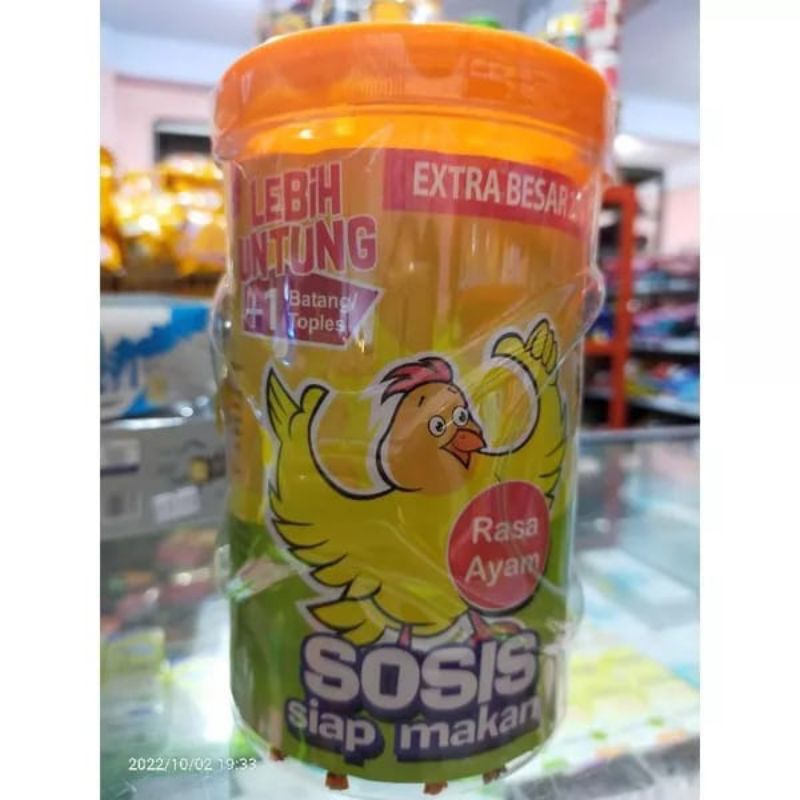 LEBiH
UNTUNG
+1 Batang/
Toples
EXTRA BESAR
Rasa
Ayam
SOSIS
siap makan
2022/10/02 19:33